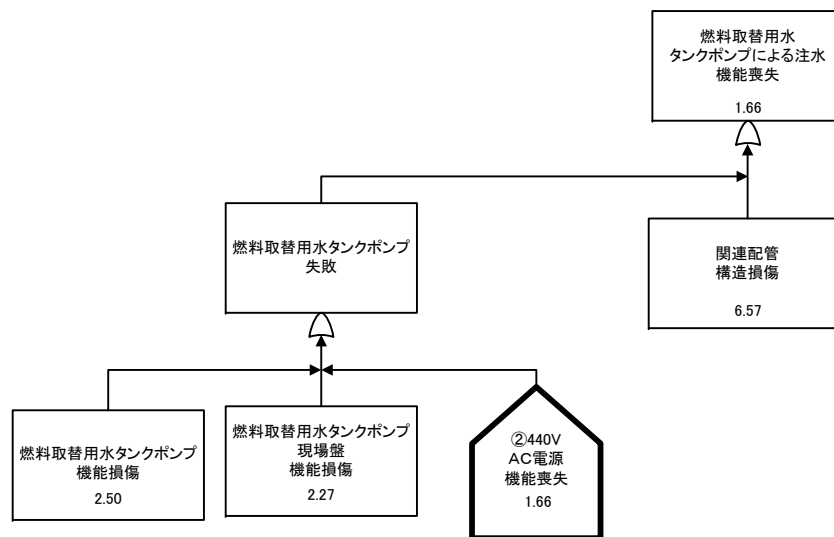 燃料取替用水
タンクポンプによる注水
機能喪失
1.66
燃料取替用水タンクポンプ
失敗
関連配管
構造損傷
6.57
燃料取替用水タンクポンプ
機能損傷
2.50
燃料取替用水タンクポンプ
現場盤
機能損傷
2.27
②440V
AC電源
機能喪失
1.66